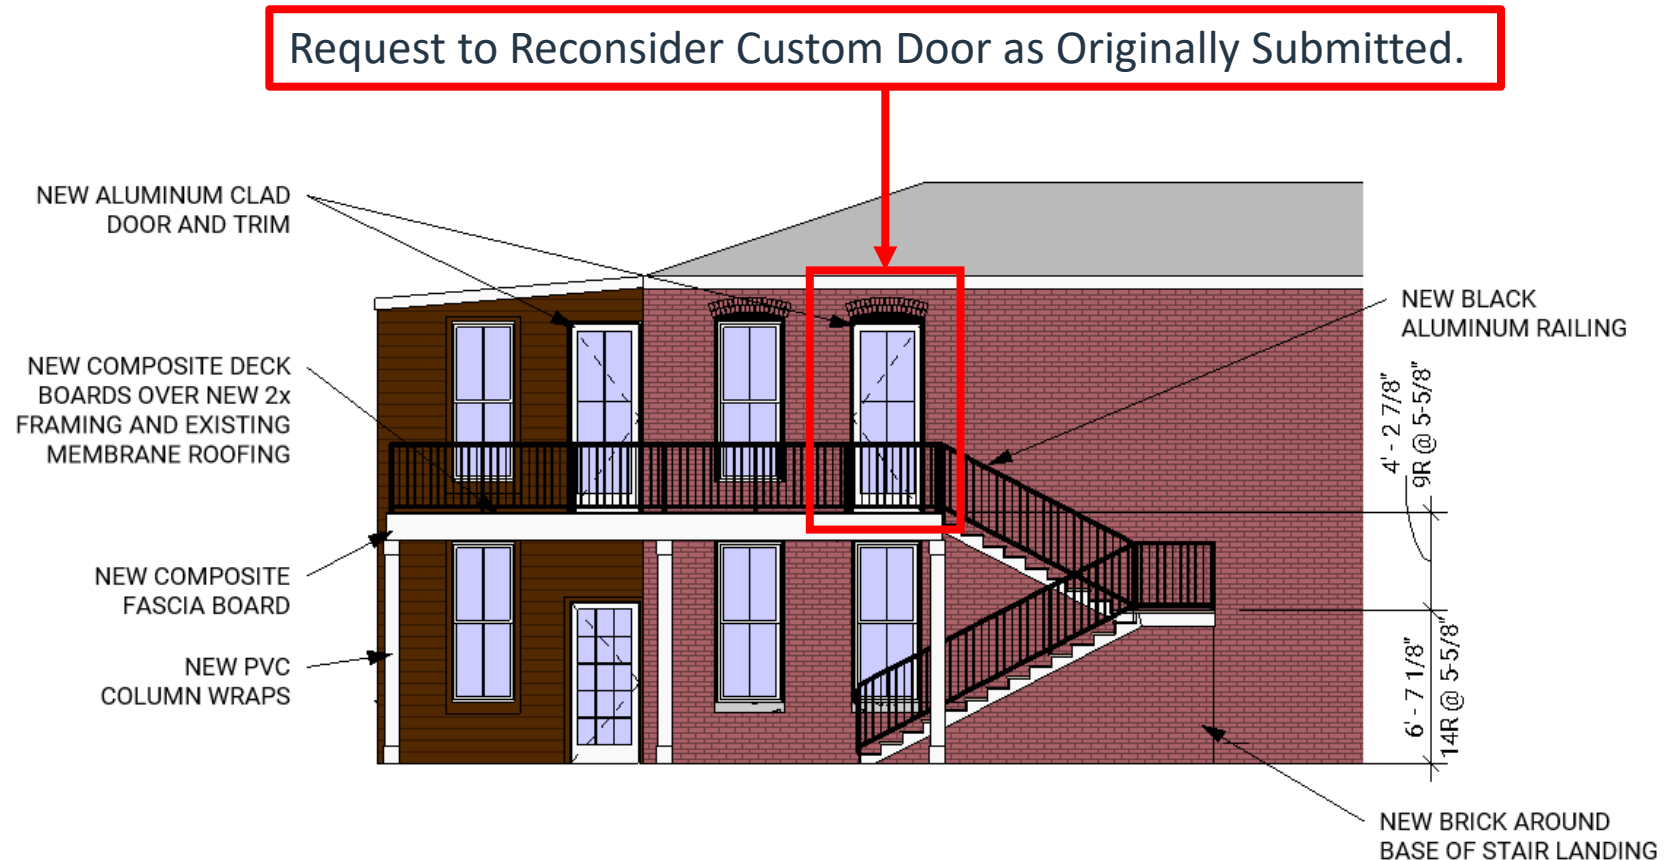 Request to Reconsider Custom Door as Originally Submitted.
NEW ALUMINUM CLAD
DOOR AND TRIM
NEW COMPOSITE DECK
BOARDS OVER NEW 2x
FRAMING AND EXISTING
MEMBRANE ROOFING
NEW COMPOSITE
FASCIA BOARD
NEW PVC
COLUMN WRAPS
NEW BLACK
ALUMINUM RAILING
4' - 2 7/8"
9R @ 5-5/8"
6' - 7 1/8"
14R @ 5-5/8"
NEW BRICK AROUND
BASE OF STAIR LANDING